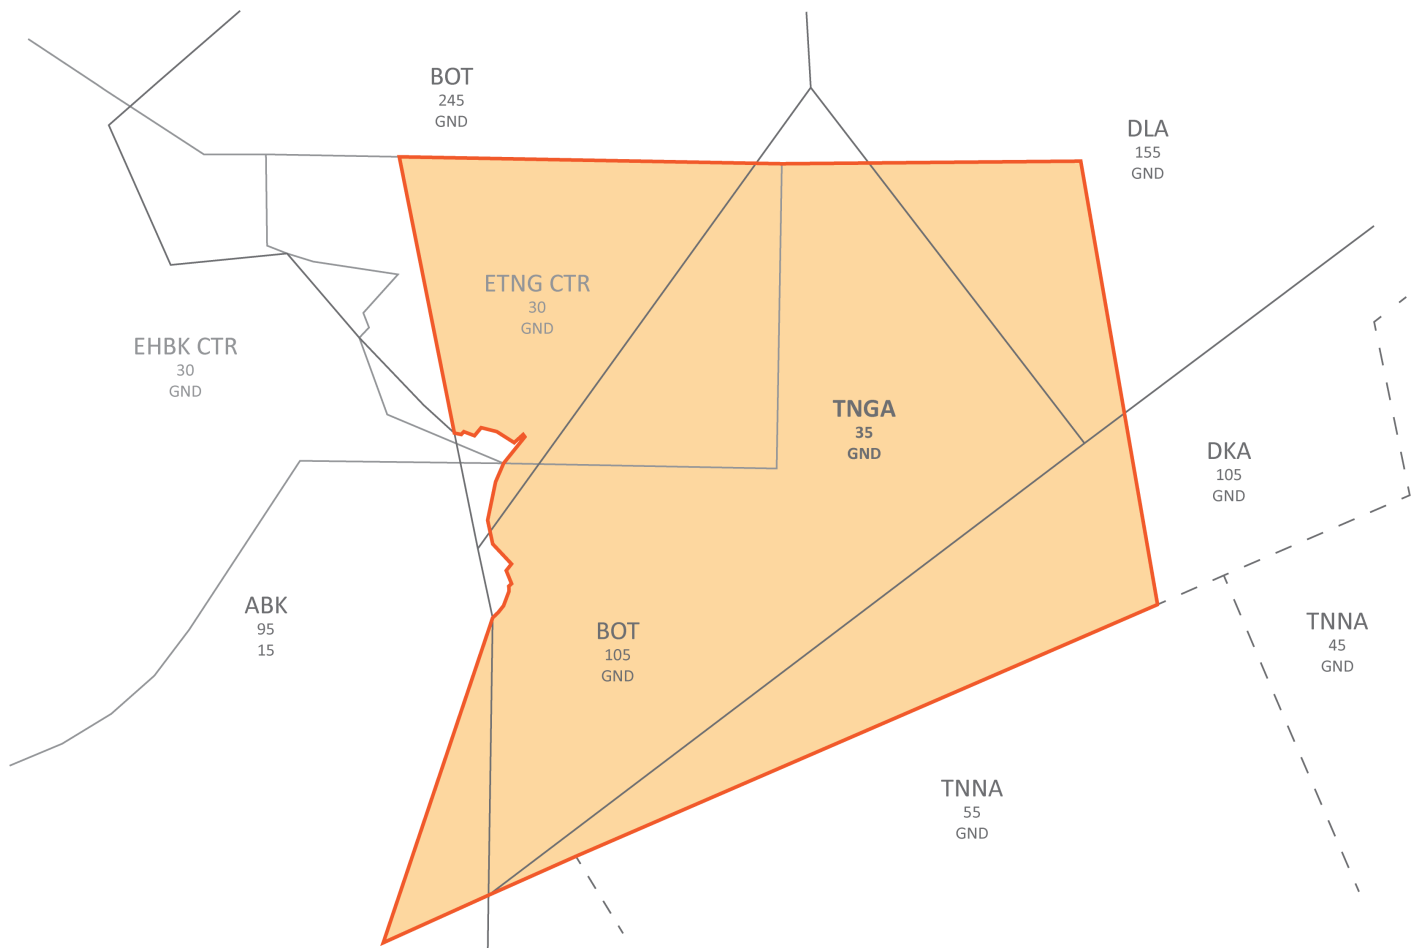 BOT
245
GND
DLA
155
GND
ETNG CTR
30
GND
EHBK CTR
30
GND
TNGA
35
GND
DKA
105
GND
ABK
95
15
BOT
105
GND
TNNA
45
GND
TNNA
55
GND